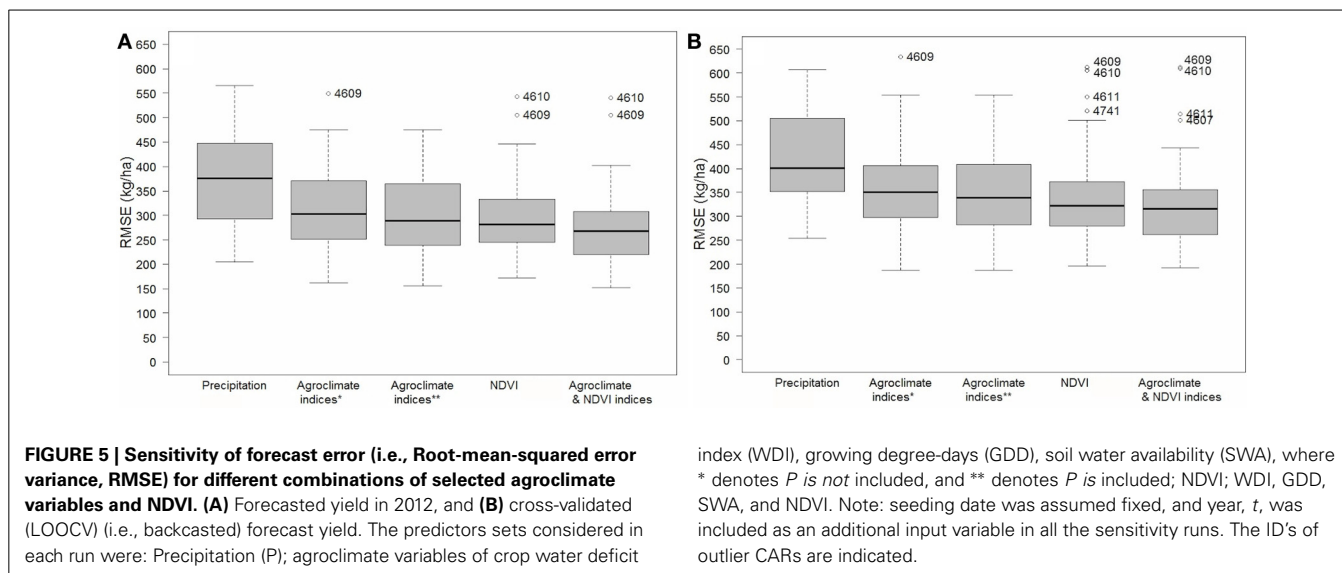 A
650
600
550
500
450
400
350
300
250
200
150
100
50
0
RMSE (kg/ha)
4609
4610
4609
4610
4609
Precipitation
Agroclimate
indices*
Agroclimate
indices**
NDVI
Agroclimate
& NDVI indices
B
650
600
550
500
450
400
350
300
250
200
150
100
50
0
RMSE (kg/ha)
4609
4609
4610
4611
4741
4609
4610
4611
4607
Precipitation
Agroclimate
indices*
Agroclimate
indices**
NDVI
Agroclimate
& NDVI indices
FIGURE 5 | Sensitivity of forecast error (i.e., Root-mean-squared error
variance, RMSE) for different combinations of selected agroclimate
variables and NDVI. (A) Forecasted yield in 2012, and (B) cross-validated
(LOOCV) (i.e., backcasted) forecast yield. The predictors sets considered in
each run were: Precipitation (P); agroclimate variables of crop water deficit
index (WDI), growing degree-days (GDD), soil water availability (SWA), where
* denotes P is not included, and ** denotes P is included; NDVI; WDI, GDD,
SWA, and NDVI. Note: seeding date was assumed fixed, and year, t, was
included as an additional input variable in all the sensitivity runs. The ID's of
outlier CARs are indicated.